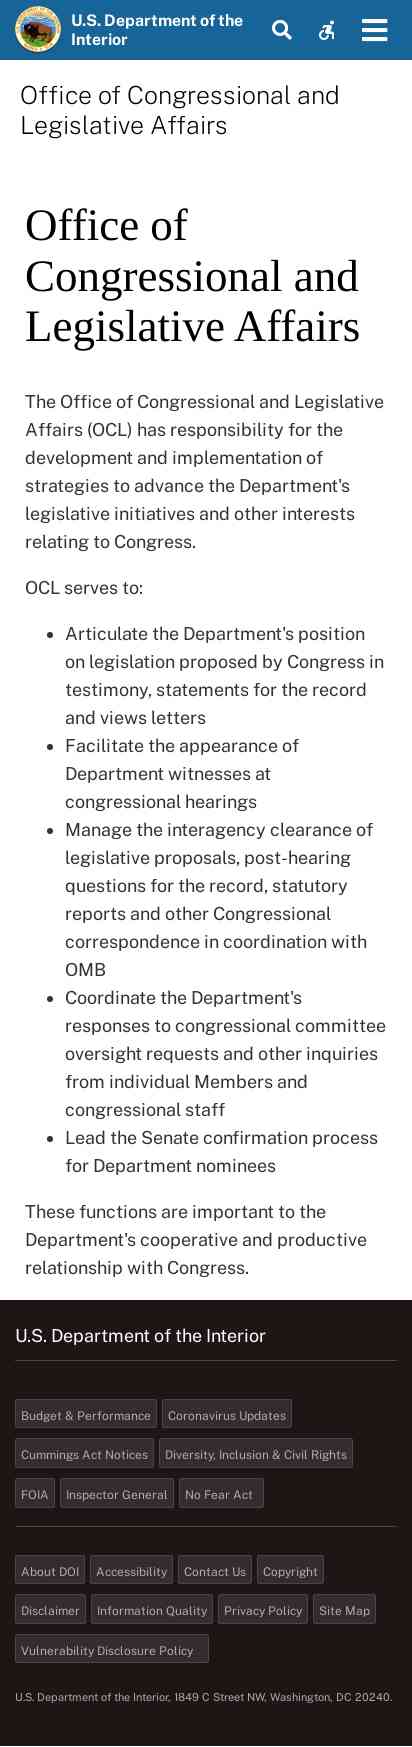 U.S. Department of the
Interior
Office of Congressional and
Legislative Affairs
Office of
Congressional and
Legislative Affairs
The Office of Congressional and Legislative
Affairs (OCL) has responsibility for the
development and implementation of
strategies to advance the Department's
legislative initiatives and other interests
relating to Congress.
OCL serves to:
• Articulate the Department's position
on legislation proposed by Congress in
testimony, statements for the record
and views letters
• Facilitate the appearance of
Department witnesses at
congressional hearings
• Manage the interagency clearance of
legislative proposals, post-hearing
questions for the record, statutory
reports and other Congressional
correspondence in coordination with
OMB
• Coordinate the Department's
responses to congressional committee
oversight requests and other inquiries
from individual Members and
congressional staff
• Lead the Senate confirmation process
for Department nominees
These functions are important to the
Department's cooperative and productive
relationship with Congress.
U.S. Department of the Interior
Budget & Performance Coronavirus Updates
Cummings Act Notices Diversity, Inclusion & Civil Rights
FOIA Inspector General No Fear Act
About DOI Accessibility Contact Us Copyright
Disclaimer Information Quality Privacy Policy Site Map
Vulnerability Disclosure Policy
U.S. Department of the Interior, 1849 C Street NW, Washington, DC 20240.